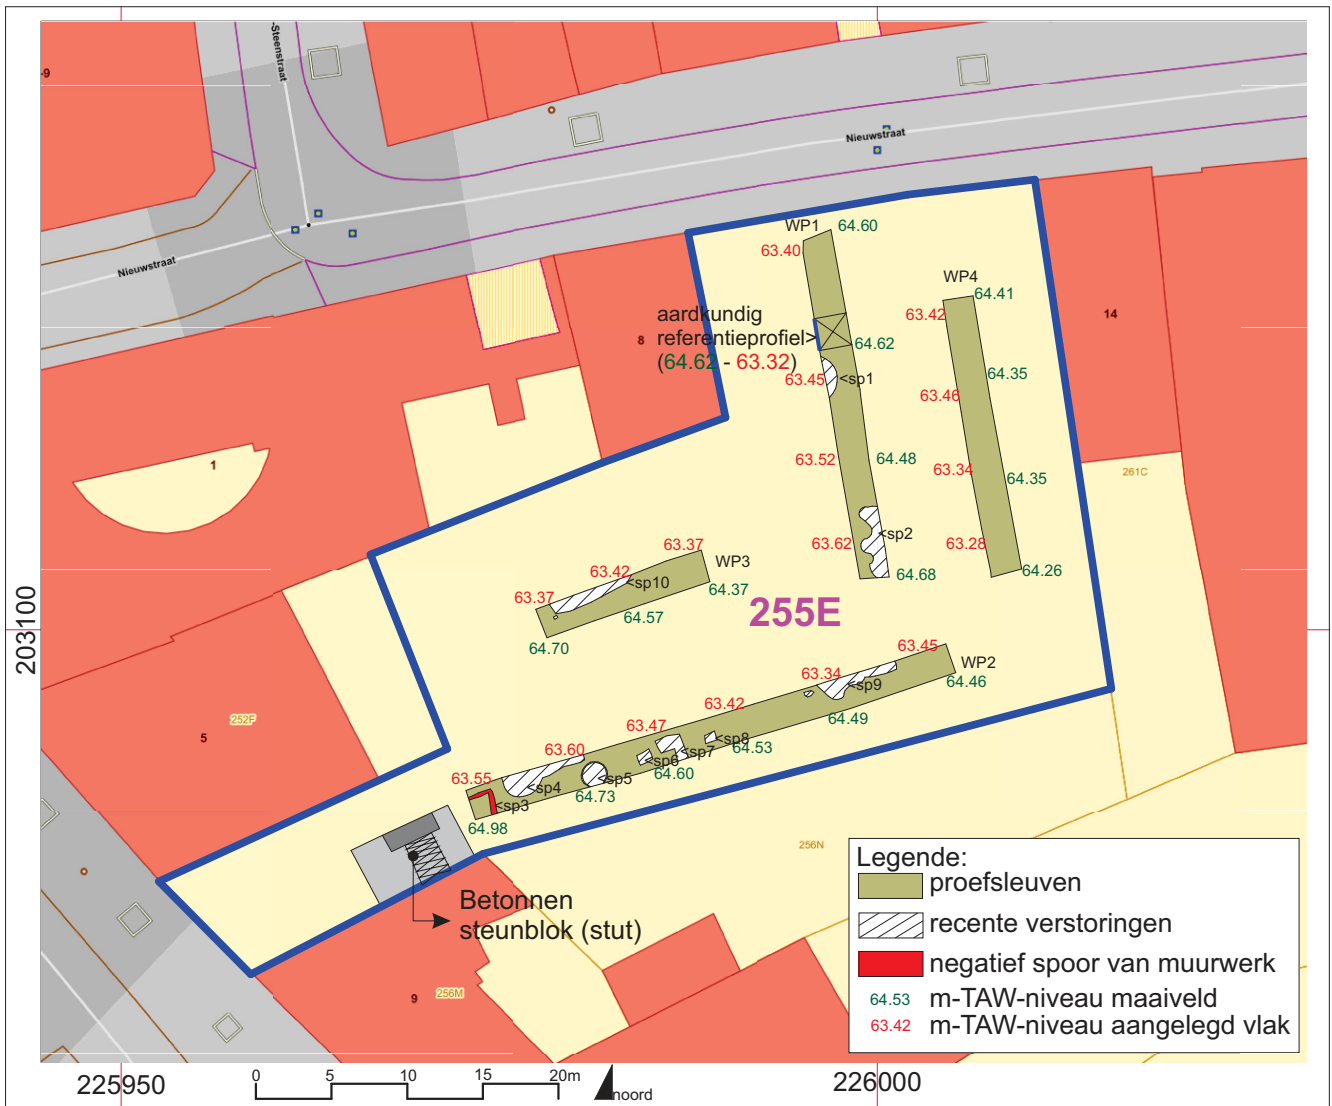 -Steenstraat
-9
Nieuwstraat
Nieuwstraat
WP1
64.60
63.40
WP4
64.41
63.42
aardkundig
referentieprofiel>
(64.62 - 63.32)
8
14
64.62
63.45
<sp1
64.35
63.46
1
63.52
64.48
63.34
64.35
261C
<sp2
63.62
63.28
64.68
64.26
63.37
WP3
63.42
<sp10
63.37
64.37
64.57
64.70
255E
203100
63.45
WP2
63.34
<sp9
64.46
63.42
64.49
252F
5
63.47
<sp8
64.53
63.60
<sp7
<sp6
64.60
63.55
<sp5
<sp4
64.73
<sp3
64.98
256N
Betonnen
steunblok (stut)
9
256M
Legende:
proefsleuven
recente verstoringen
negatief spoor van muurwerk
64.53 m-TAW-niveau maaiveld
63.42 m-TAW-niveau aangelegd vlak
225950
0 5 10 15 20m
noord
226000